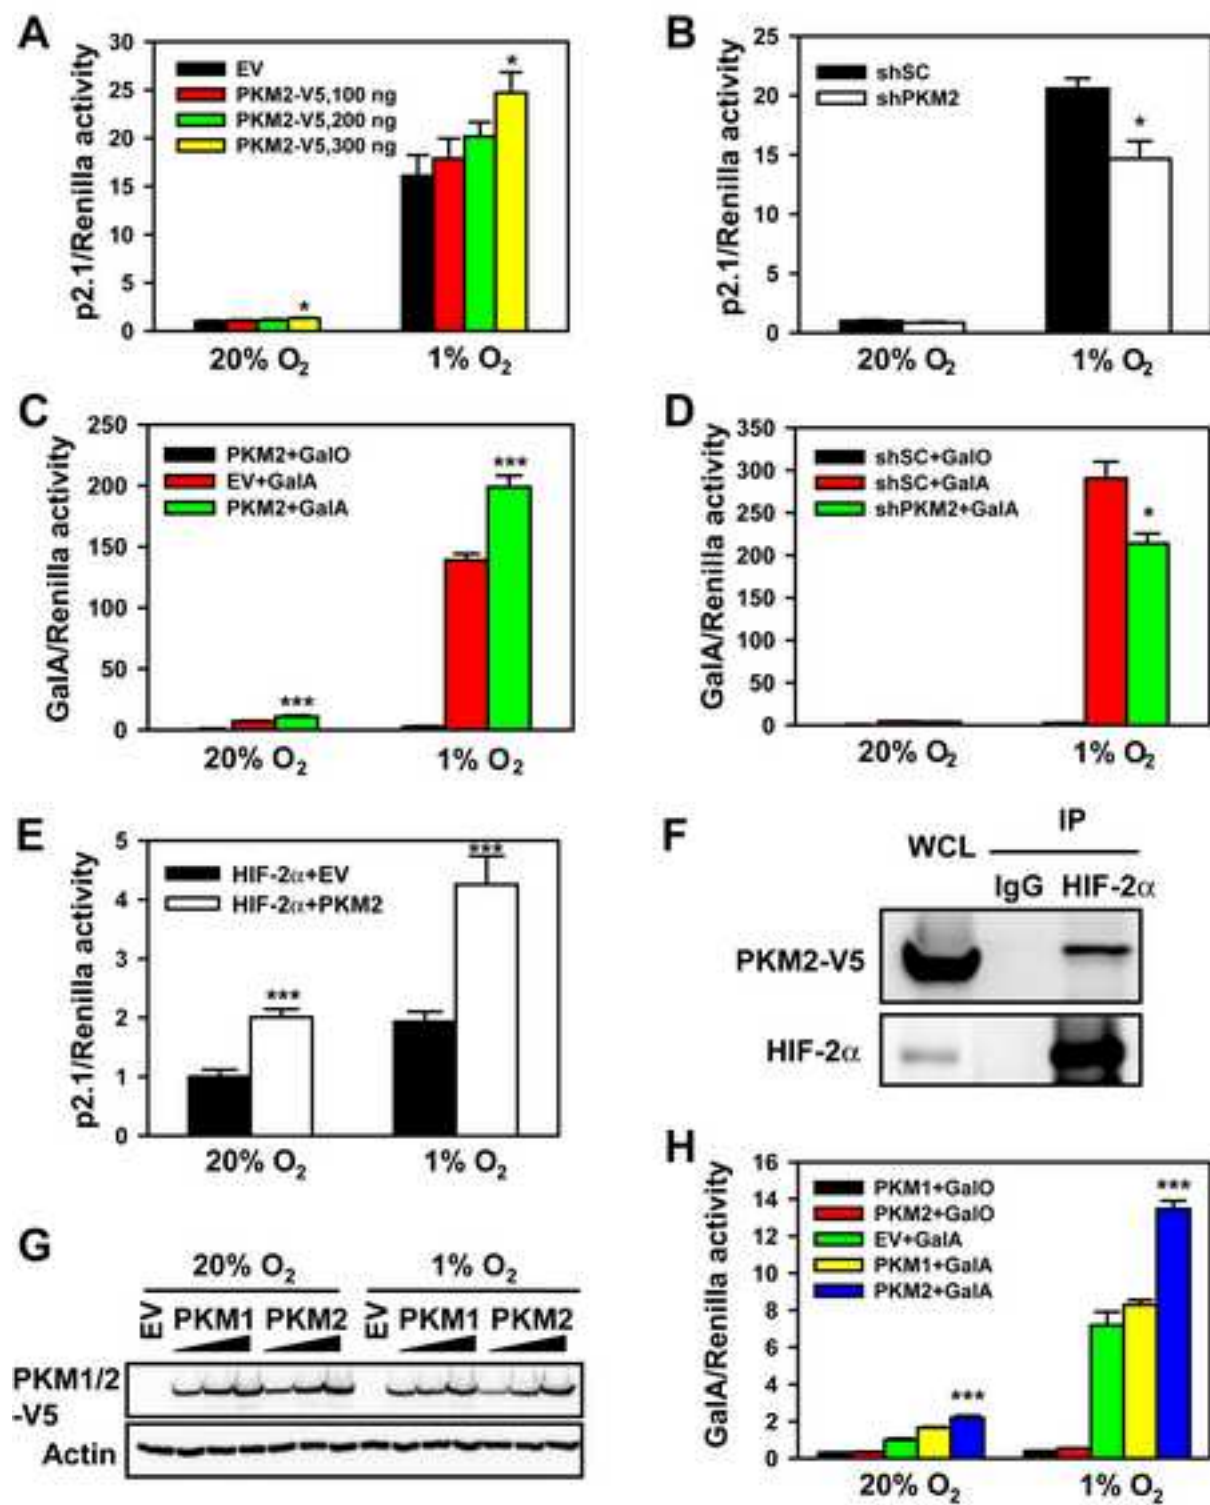 A
p2.1/Renilla activity
30
25
20
15
10
5
0
EV
PKM2-V5,100 ng
PKM2-V5,200 ng
PKM2-V5,300 ng
*
*
20% O₂
1% O₂
B
p2.1/Renilla activity
25
20
15
10
5
0
shSC
shPKM2
*
20% O₂
1% O₂
C
GalA/Renilla activity
250
200
150
100
50
0
PKM2+GalO
EV+GalA
PKM2+GalA
***
***
20% O₂
1% O₂
D
GalA/Renilla activity
350
300
250
200
150
100
50
0
shSC+GalO
shSC+GalA
shPKM2+GalA
*
20% O₂
1% O₂
E
p2.1/Renilla activity
5
4
3
2
1
0
HIF-2α+EV
HIF-2α+PKM2
***
***
20% O₂
1% O₂
F
IP
WCL
IgG HIF-2α
PKM2-V5
HIF-2α
G
20% O₂ 1% O₂
EV PKM1 PKM2 EV PKM1 PKM2
PKM1/2
-V5
Actin
H
GalA/Renilla activity
16
14
12
10
8
6
4
2
0
PKM1+GalO
PKM2+GalO
EV+GalA
PKM1+GalA
PKM2+GalA
***
***
20% O₂
1% O₂